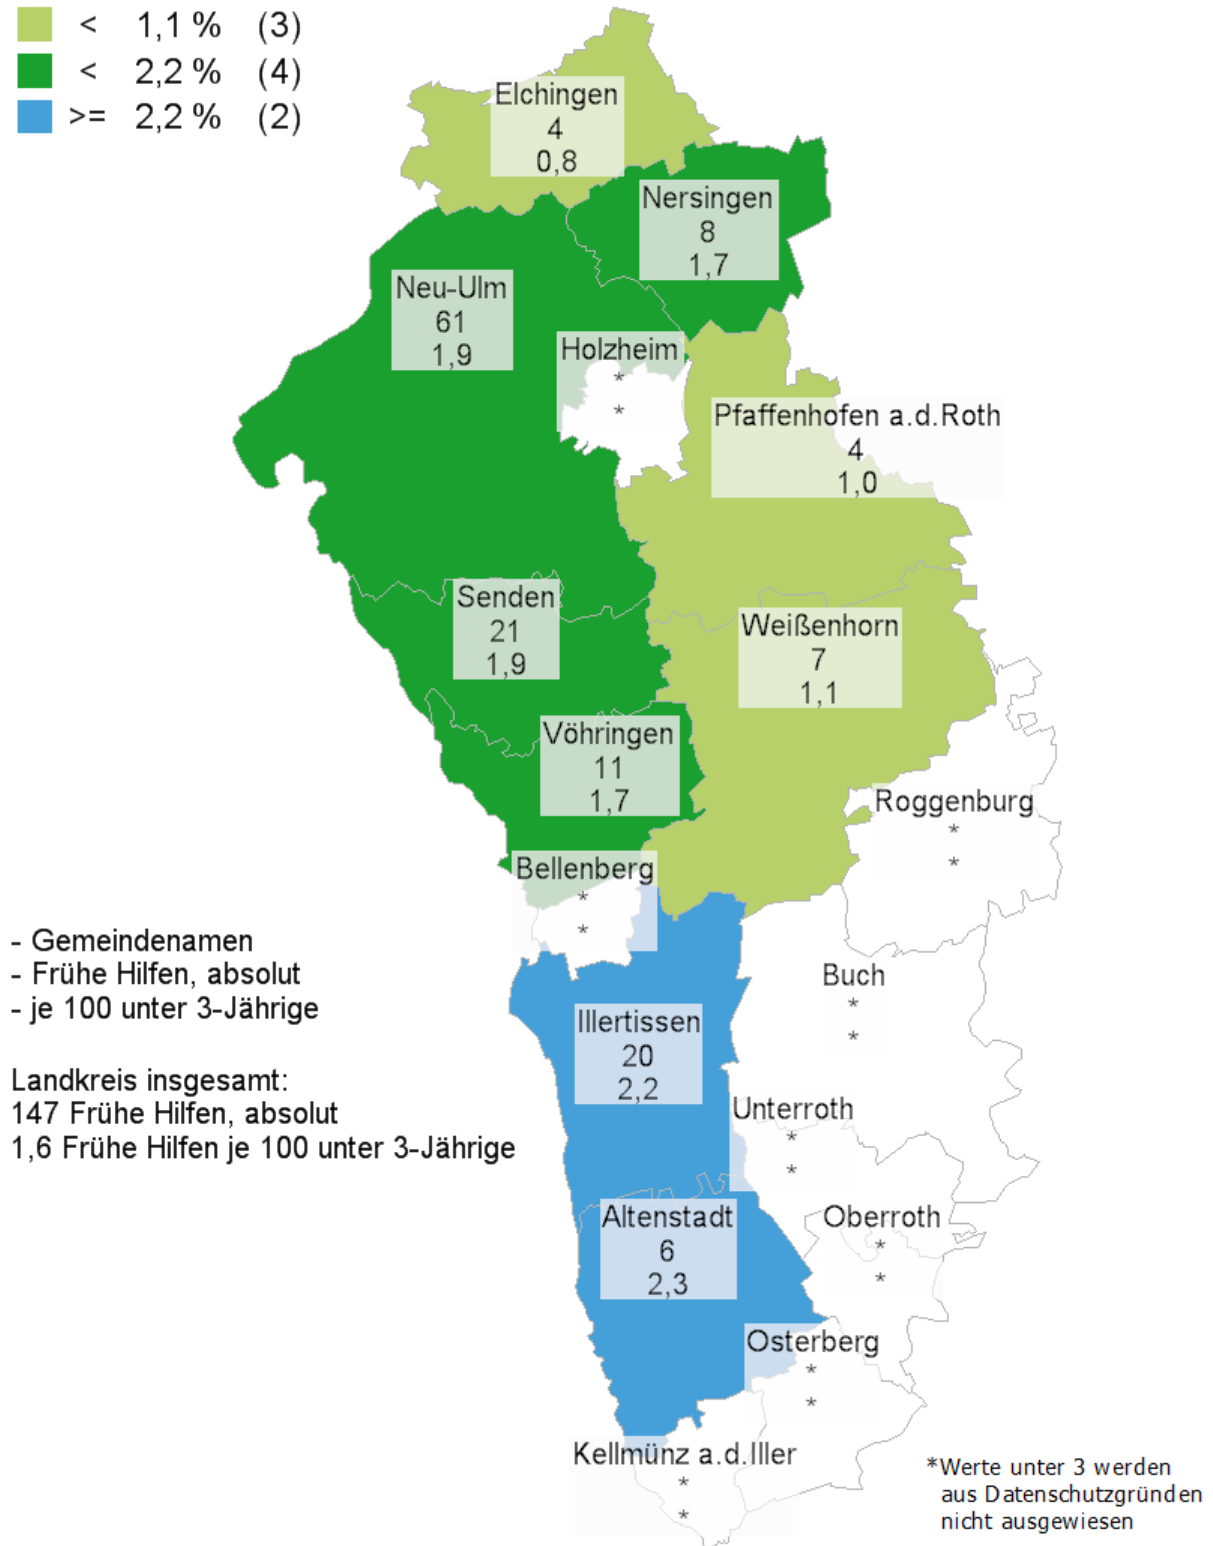 < 1,1 % (3)
< 2,2 % (4)
>= 2,2 % (2)
Elchingen
4
0,8
Nersingen
8
1,7
Neu-Ulm
61
1,9
Holzheim
*
*
Pfaffenhofen a.d.Roth
4
1,0
Senden
21
1,9
Weißenhorn
7
1,1
Vöhringen
11
1,7
Roggenburg
*
*
Bellenberg
*
*
- Gemeindenamen
- Frühe Hilfen, absolut
- je 100 unter 3-Jährige
Landkreis insgesamt:
147 Frühe Hilfen, absolut
1,6 Frühe Hilfen je 100 unter 3-Jährige
Buch
*
*
Illertissen
20
2,2
Unterroth
*
*
Altenstadt
6
2,3
Oberroth
*
*
Osterberg
*
*
Kellmünz a.d.Iller
*
*
*Werte unter 3 werden
aus Datenschutzgründen
nicht ausgewiesen